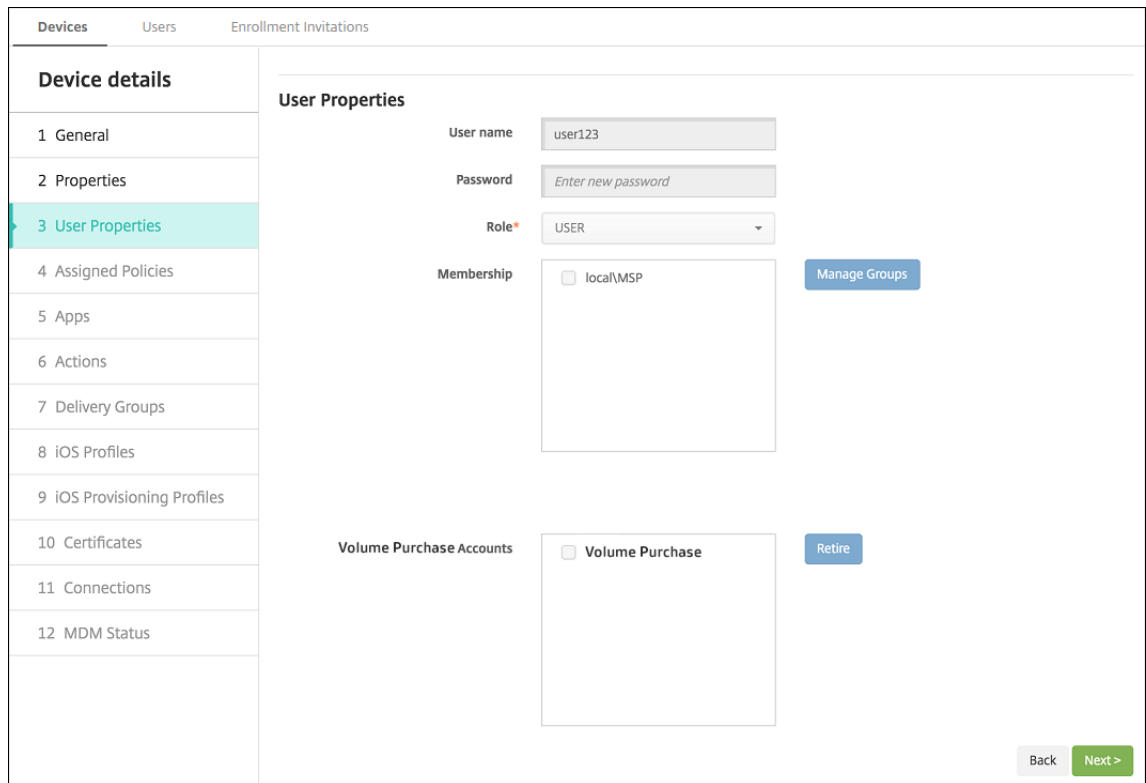 Devices Users Enrollment Invitations
Device details
1 General
2 Properties
3 User Properties
4 Assigned Policies
5 Apps
6 Actions
7 Delivery Groups
8 iOS Profiles
9 iOS Provisioning Profiles
10 Certificates
11 Connections
12 MDM Status
User Properties
User name user123
Password Enter new password
Role* USER
Membership local\MSP Manage Groups
Volume Purchase Accounts Volume Purchase Retire
Back Next >